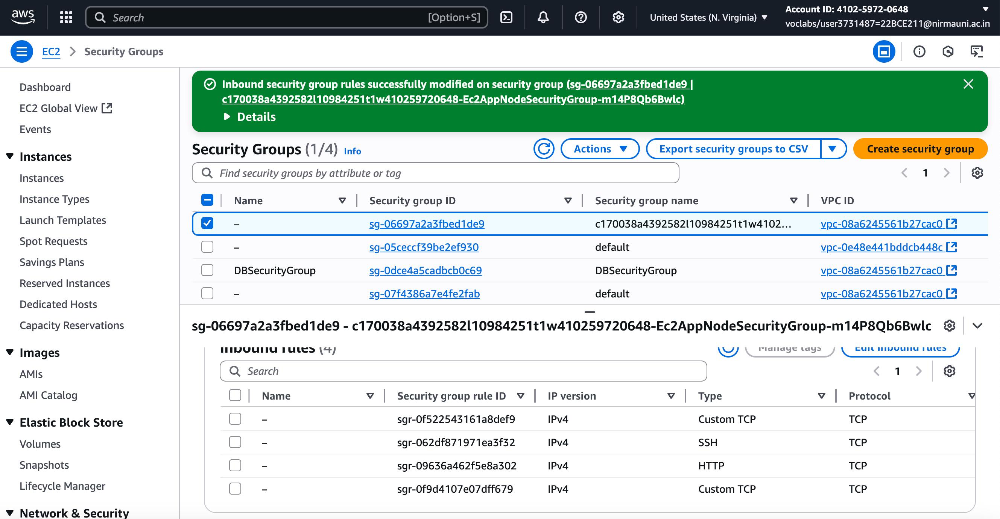 aws
Search
[Option+S]
United States (N. Virginia)
Account ID: 4102-5972-0648
voclabs/user3731487=22BCE211@nirmauni.ac.in
EC2 > Security Groups
Dashboard
EC2 Global View
Events
Instances
Instances
Instance Types
Launch Templates
Spot Requests
Savings Plans
Reserved Instances
Dedicated Hosts
Capacity Reservations
Images
AMIs
AMI Catalog
Elastic Block Store
Volumes
Snapshots
Lifecycle Manager
Network & Security
Inbound security group rules successfully modified on security group (sg-06697a2a3fbed1de9 |
c170038a4392582l10984251t1w410259720648-Ec2AppNodeSecurityGroup-m14P8Qb6Bwlc)
Details
Security Groups (1/4) Info
Actions
Export security groups to CSV
Create security group
Find security groups by attribute or tag
1
Name Security group ID Security group name VPC ID
– sg-06697a2a3fbed1de9 c170038a4392582l10984251t1w4102... vpc-08a6245561b27cac0
– sg-05ceccf39be2ef930 default vpc-0e48e441bddcb448c
DBSecurityGroup sg-0dce4a5cadbcb0c69 DBSecurityGroup vpc-08a6245561b27cac0
– sg-07f4386a7e4fe2fab default vpc-08a6245561b27cac0
sg-06697a2a3fbed1de9 - c170038a4392582l10984251t1w410259720648-Ec2AppNodeSecurityGroup-m14P8Qb6Bwlc
Inbound rules (4)
Manage tags
Edit inbound rules
Search
1
Name Security group rule ID IP version Type Protocol
– sgr-0f522543161a8def9 IPv4 Custom TCP TCP
– sgr-062df871971ea3f32 IPv4 SSH TCP
– sgr-09636a462f5e8a302 IPv4 HTTP TCP
– sgr-0f9d4107e07dff679 IPv4 Custom TCP TCP